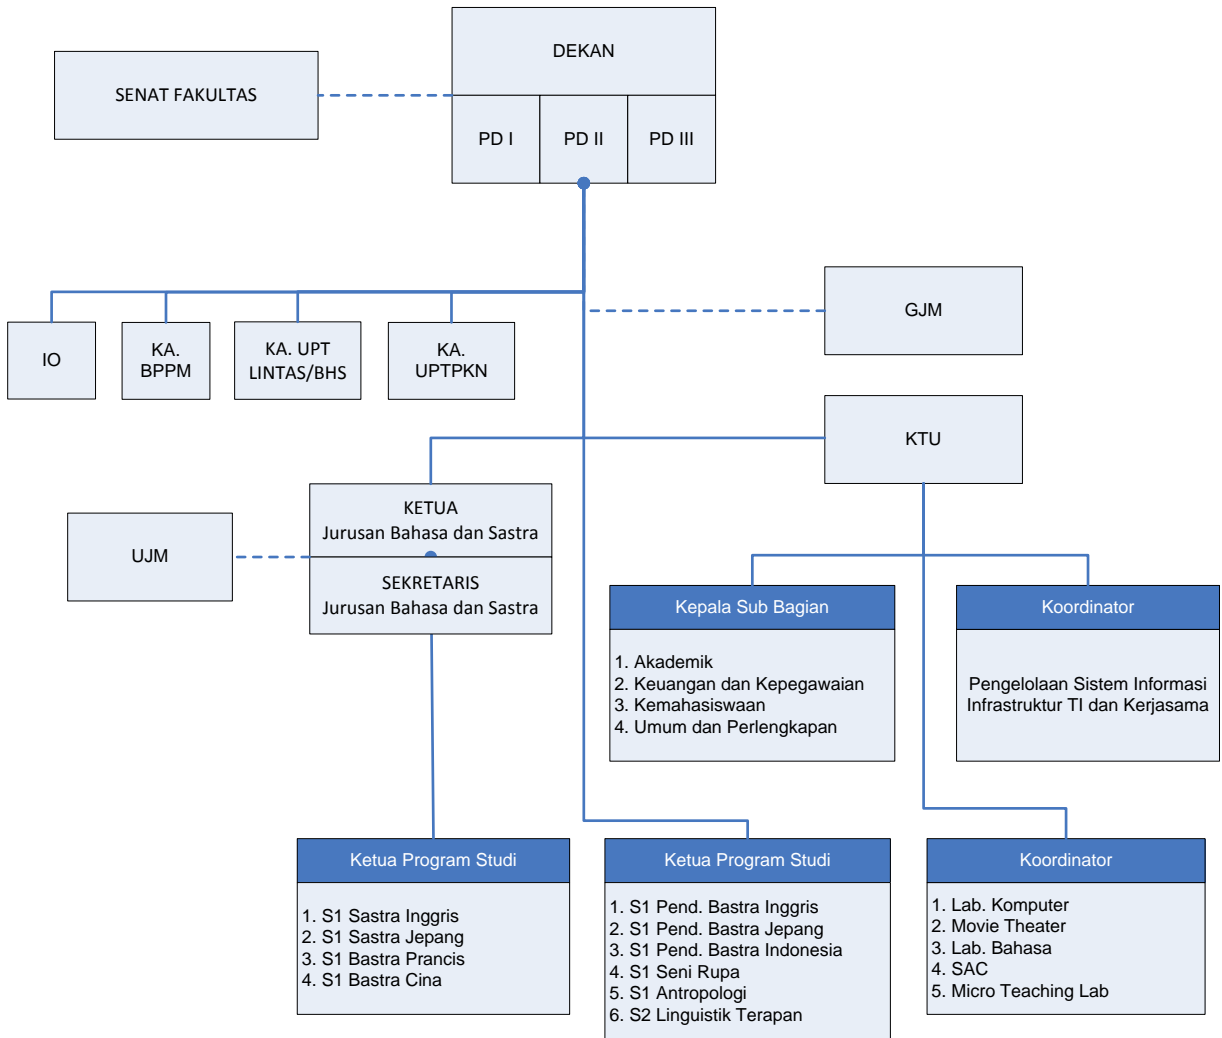 DEKAN
SENAT FAKULTAS
PD I
PD II
PD III
GJM
IO
KA.
BPPM
KA. UPT
LINTAS/BHS
KA.
UPTPKN
KTU
KETUA
Jurusan Bahasa dan Sastra
UJM
SEKRETARIS
Jurusan Bahasa dan Sastra
Kepala Sub Bagian
1. Akademik
2. Keuangan dan Kepegawaian
3. Kemahasiswaan
4. Umum dan Perlengkapan
Koordinator
Pengelolaan Sistem Informasi
Infrastruktur TI dan Kerjasama
Ketua Program Studi
1. S1 Sastra Inggris
2. S1 Sastra Jepang
3. S1 Bastra Prancis
4. S1 Bastra Cina
Ketua Program Studi
1. S1 Pend. Bastra Inggris
2. S1 Pend. Bastra Jepang
3. S1 Pend. Bastra Indonesia
4. S1 Seni Rupa
5. S1 Antropologi
6. S2 Linguistik Terapan
Koordinator
1. Lab. Komputer
2. Movie Theater
3. Lab. Bahasa
4. SAC
5. Micro Teaching Lab